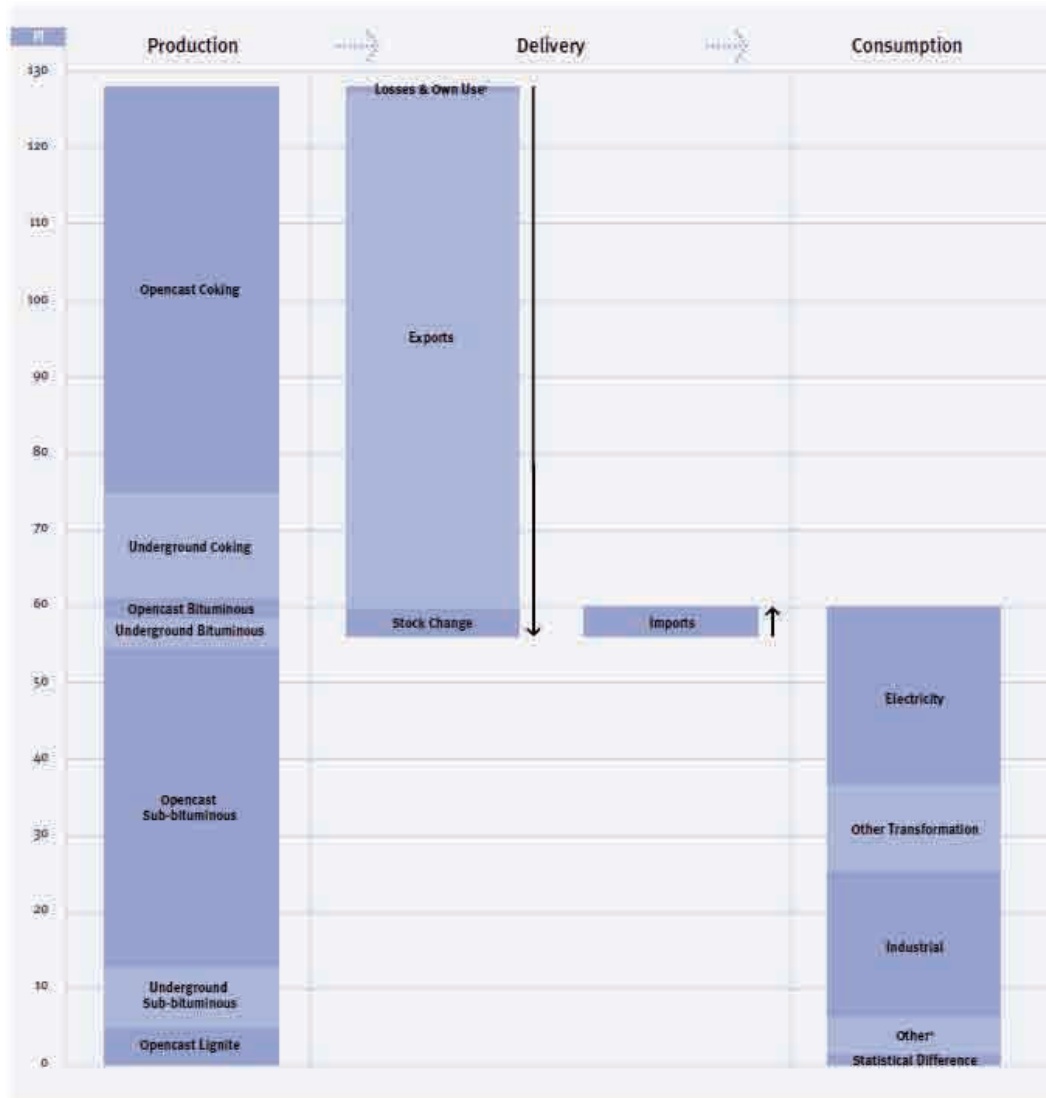 PJ
Production
Delivery
Consumption
130
120
110
100
90
80
70
60
50
40
30
20
10
0
Opencast Coking
Underground Coking
Opencast Bituminous
Underground Bituminous
Opencast
Sub-bituminous
Underground
Sub-bituminous
Opencast Lignite
Losses & Own Use
Exports
Stock Change
Imports
Electricity
Other Transformation
Industrial
Other
Statistical Difference